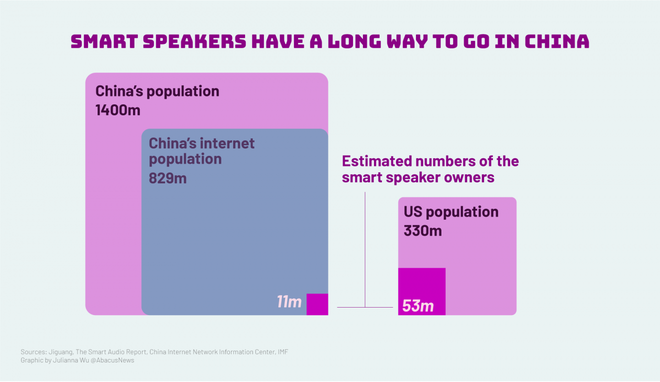 SMART SPEAKERS HAVE A LONG WAY TO GO IN CHINA
China's population
1400m
China's internet
population
829m
Estimated numbers of the
smart speaker owners
US population
330m
11m
53m
Sources: Jiguang, The Smart Audio Report, China Internet Network Information Center, IMF
Graphic by Julianna Wu @AbacusNews